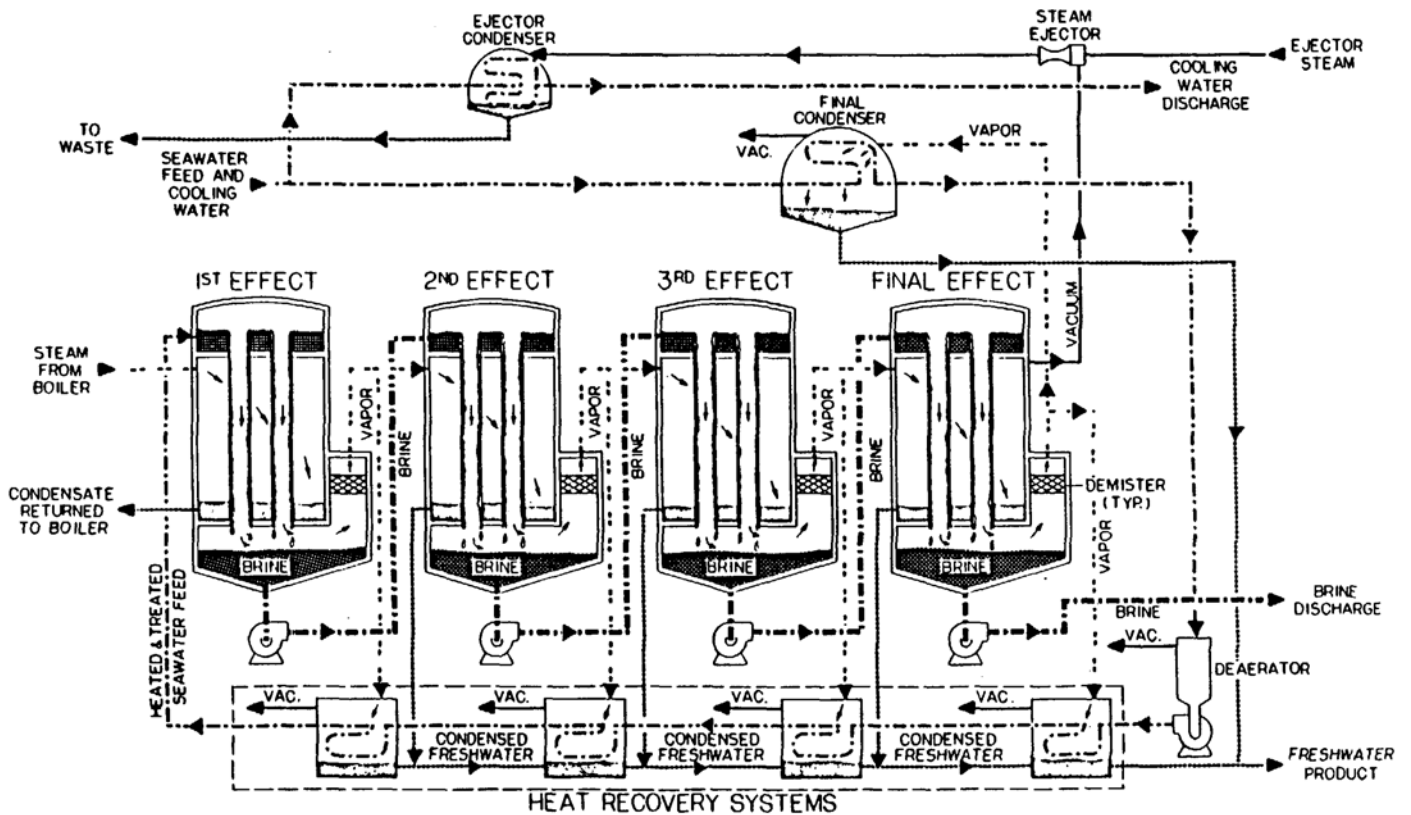 EJECTOR
CONDENSER
STEAM
EJECTOR
EJECTOR
STEAM
COOLING
WATER
DISCHARGE
FINAL
CONDENSER
TO
WASTE
VAC.
VAPOR
SEAWATER
FEED AND
COOLING
WATER
1ST EFFECT
2ND EFFECT
3RD EFFECT
FINAL EFFECT
VACUUM
STEAM
FROM
BOILER
VAPOR
BRINE
VAPOR
BRINE
VAPOR
BRINE
DEMISTER
(TYP.)
VAPOR
CONDENSATE
RETURNED
TO BOILER
BRINE
BRINE
BRINE
BRINE
HEATED & TREATED
SEAWATER FEED
BRINE
BRINE
DISCHARGE
VAC.
DEAERATOR
VAC.
VAC.
VAC.
VAC.
CONDENSED
FRESHWATER
CONDENSED
FRESHWATER
CONDENSED
FRESHWATER
FRESHWATER
PRODUCT
HEAT RECOVERY SYSTEMS